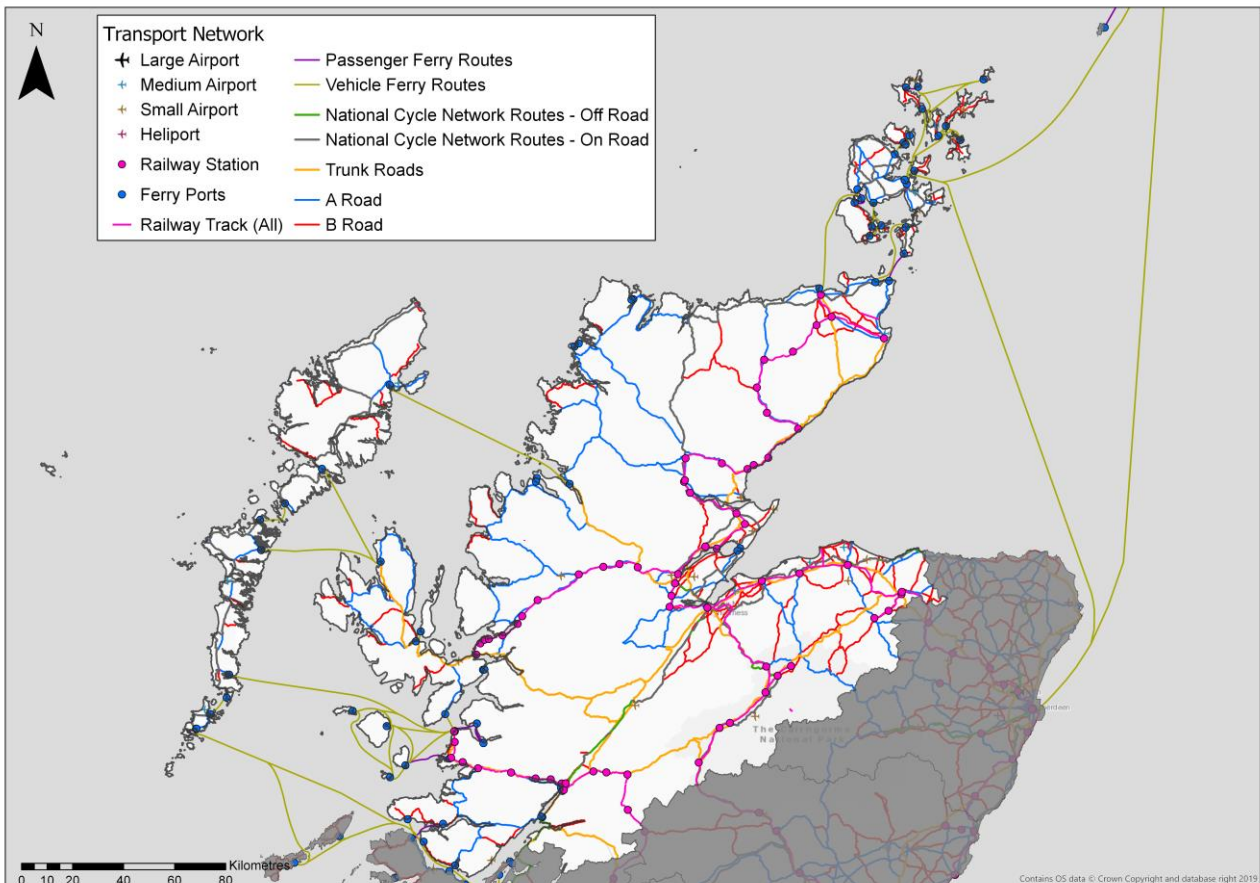 N
Transport Network
Large Airport
Medium Airport
Small Airport
Heliport
Railway Station
Ferry Ports
Railway Track (All)
Passenger Ferry Routes
Vehicle Ferry Routes
National Cycle Network Routes - Off Road
National Cycle Network Routes - On Road
Trunk Roads
A Road
B Road
National Park
Kilometres
0 10 20 40 60 80
Contains OS data © Crown Copyright and database right 2019